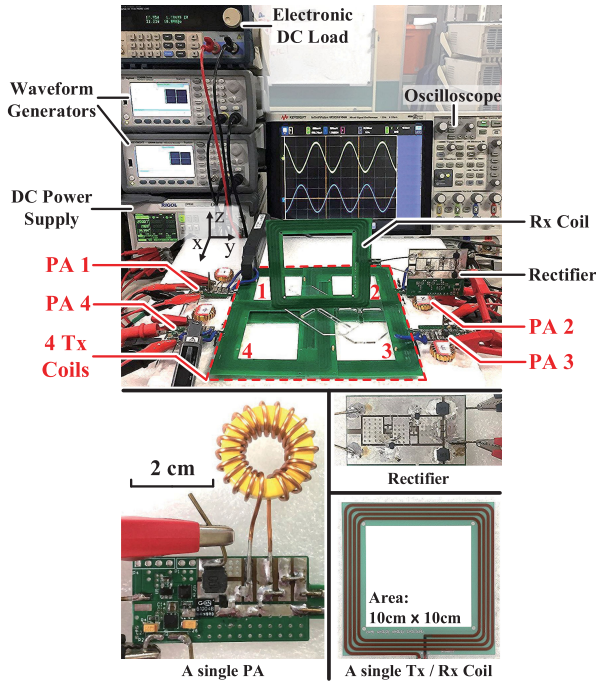 Electronic
DC Load
Waveform
Generators
Oscilloscope
DC Power
Supply
RIGOL
z
x
y
Rx Coil
PA 1
Rectifier
PA 4
1
2
PA 2
4 Tx
Coils
4
3
PA 3
2 cm
Rectifier
Area:
10cm x 10cm
A single PA
A single Tx / Rx Coil